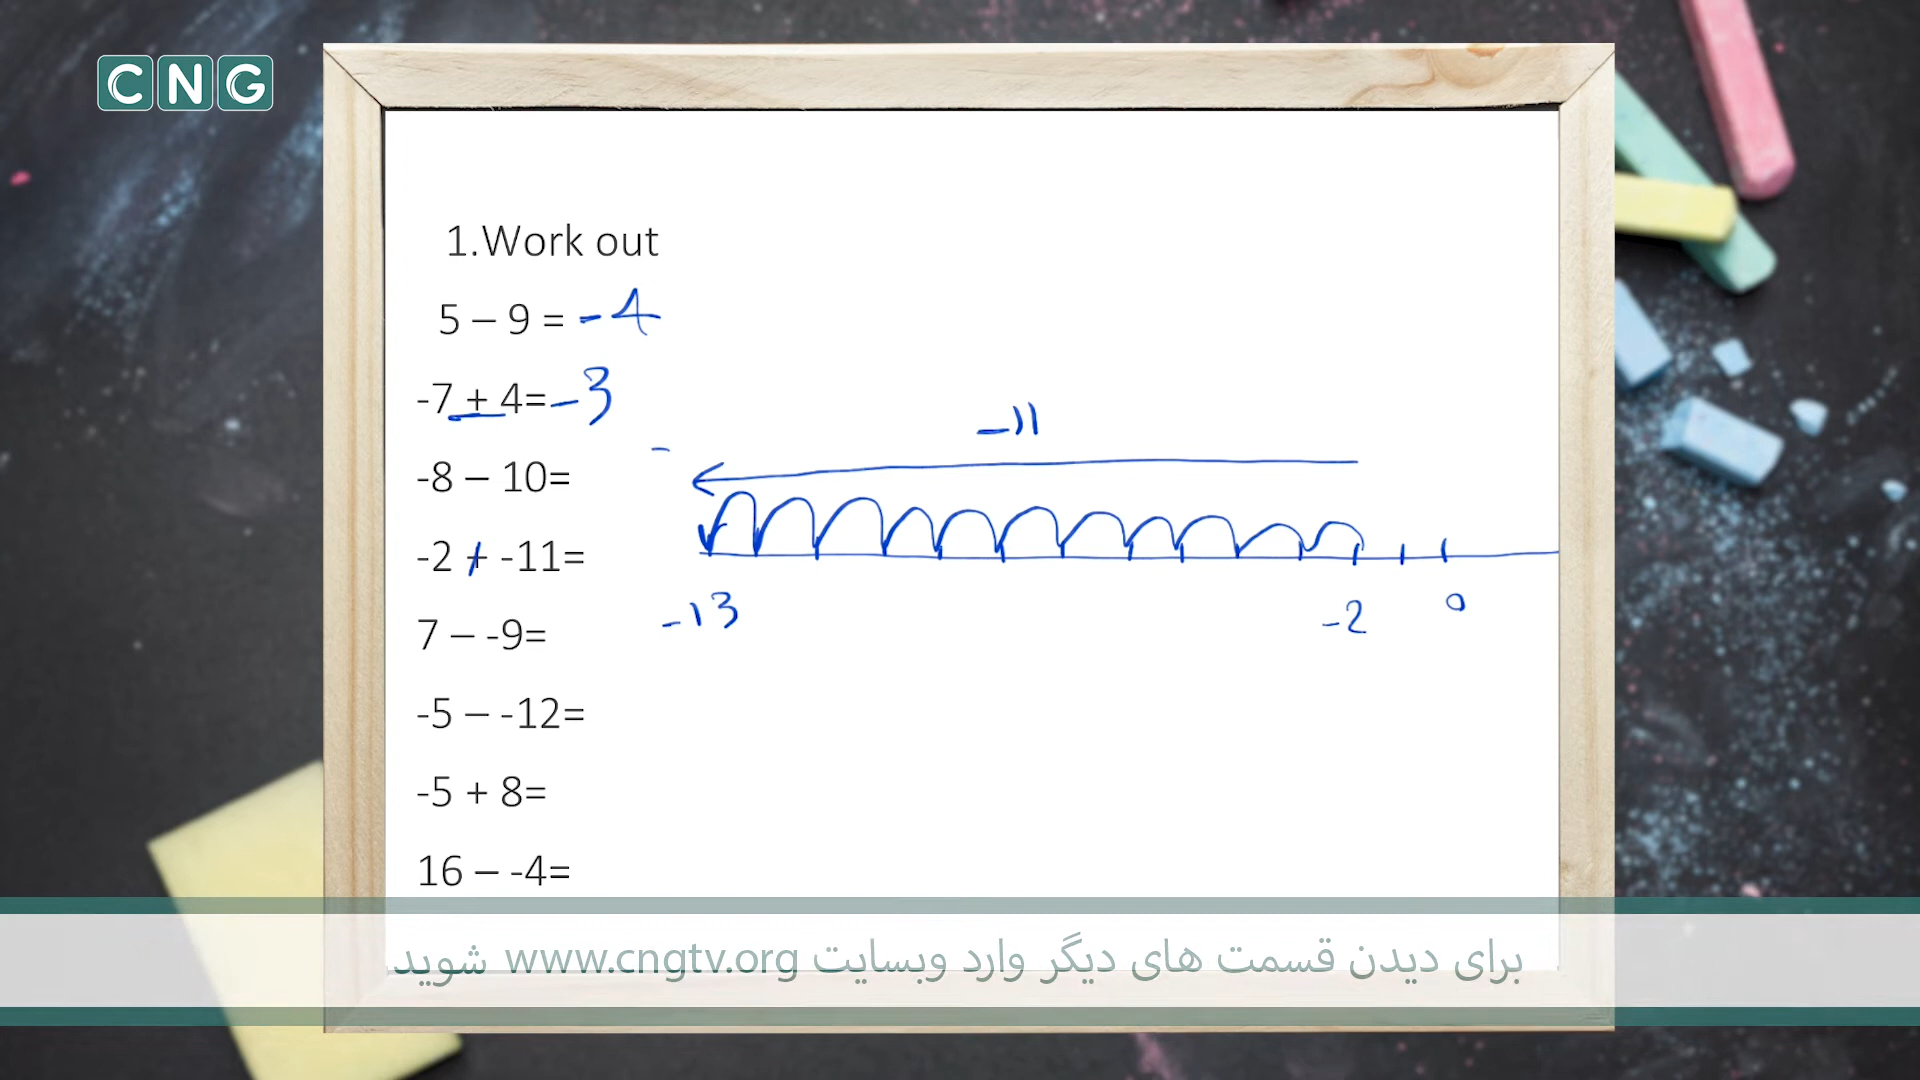 CNG
1.Work out
5 – 9 = -4
-7 + 4= -3
-11
-8 – 10=
-2 + -11=
-13 -2 0
7 – -9=
-5 – -12=
-5 + 8=
16 – -4=
برای دیدن قسمت های دیگر وارد وبسایت www.cngtv.org شوید.